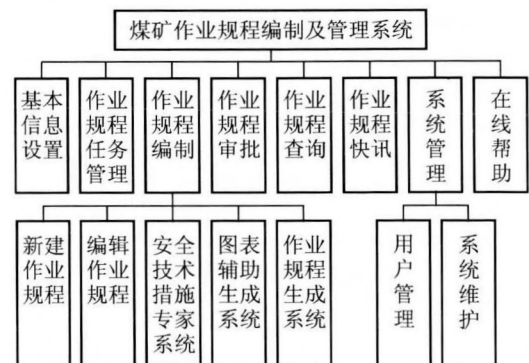 煤矿作业规程编制及管理系统
基本
信息
设置
作业
规程
任务
管理
作业
规程
编制
作业
规程
审批
作业
规程
查询
作业
规程
快讯
系统管理
在线帮助
新建
作业
规程
编辑
作业
规程
安全
技术
措施
专家
系统
图表
辅助
生成
系统
作业
规程
生成
系统
用户管理
系统维护